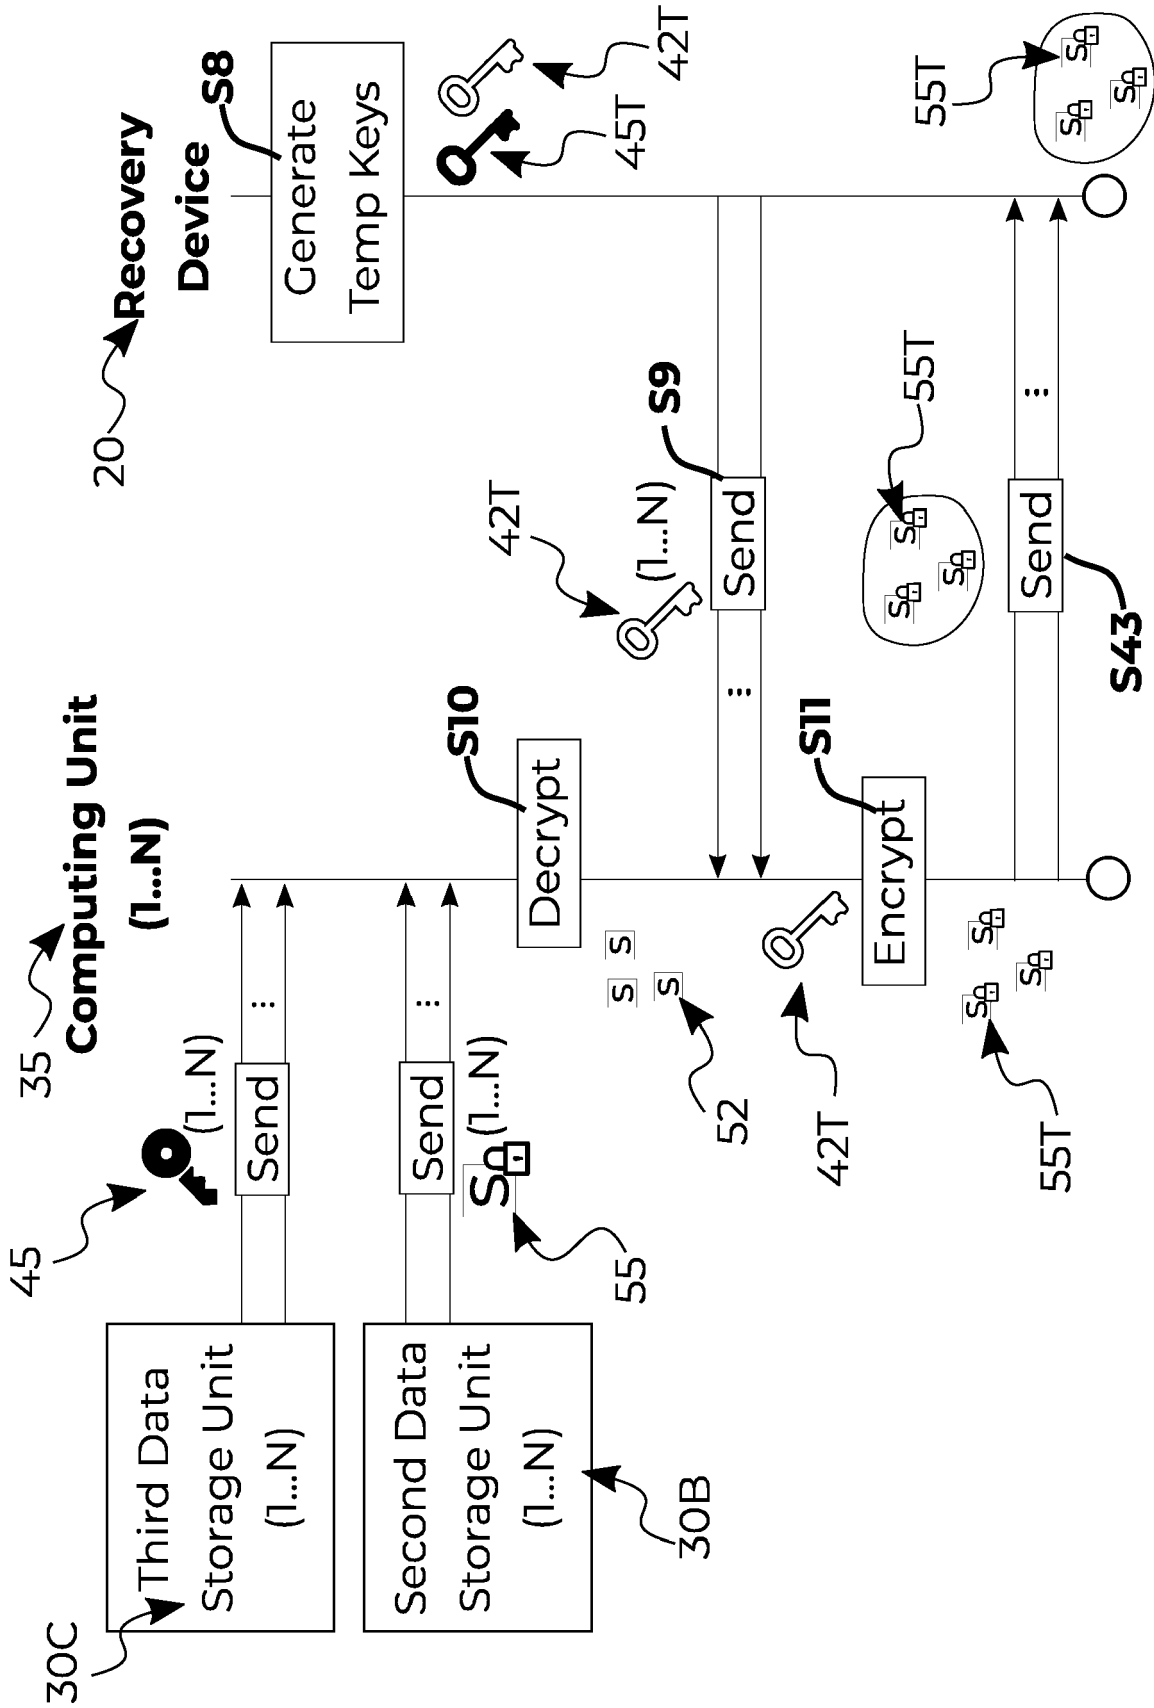 35
Computing Unit
(1...N)
20
Recovery
Device
45
(1...N)
Send
...
S8
Generate
Temp Keys
45T
42T
30C
Third Data
Storage Unit
(1...N)
Send
...
(1...N)
S
55
Second Data
Storage Unit
(1...N)
30B
S10
Decrypt
S
S
S
52
42T
(1...N)
S9
Send
...
42T
S11
Encrypt
S
S
S
55T
S
S
S
55T
Send
...
S43
S
S
S
55T